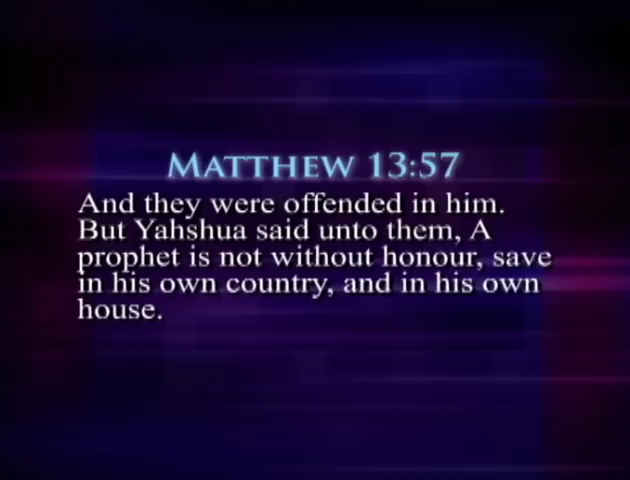 MATTHEW 13:57
And they were offended in him.
But Yahshua said unto them, A
prophet is not without honour, save
in his own country, and in his own
house.